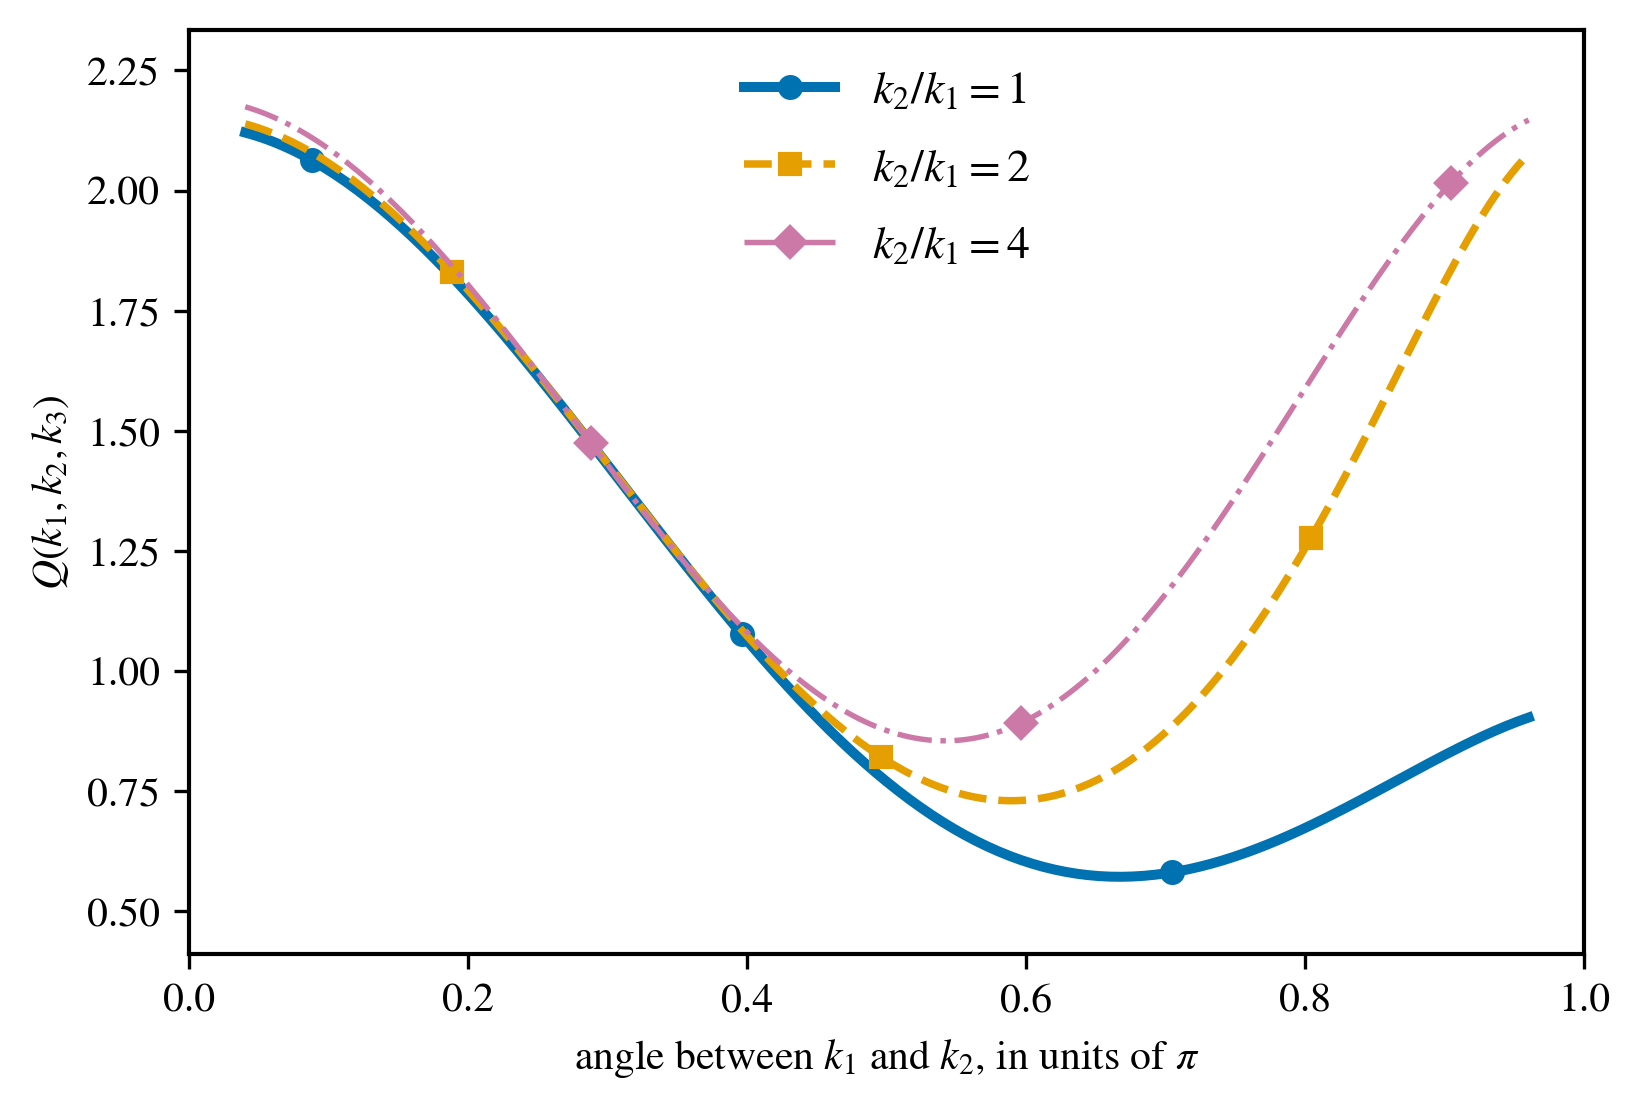 k₂/k₁ = 1
k₂/k₁ = 2
k₂/k₁ = 4
Q(k₁, k₂, k₃)
2.25
2.00
1.75
1.50
1.25
1.00
0.75
0.50
0.0 0.2 0.4 0.6 0.8 1.0
angle between k₁ and k₂, in units of π